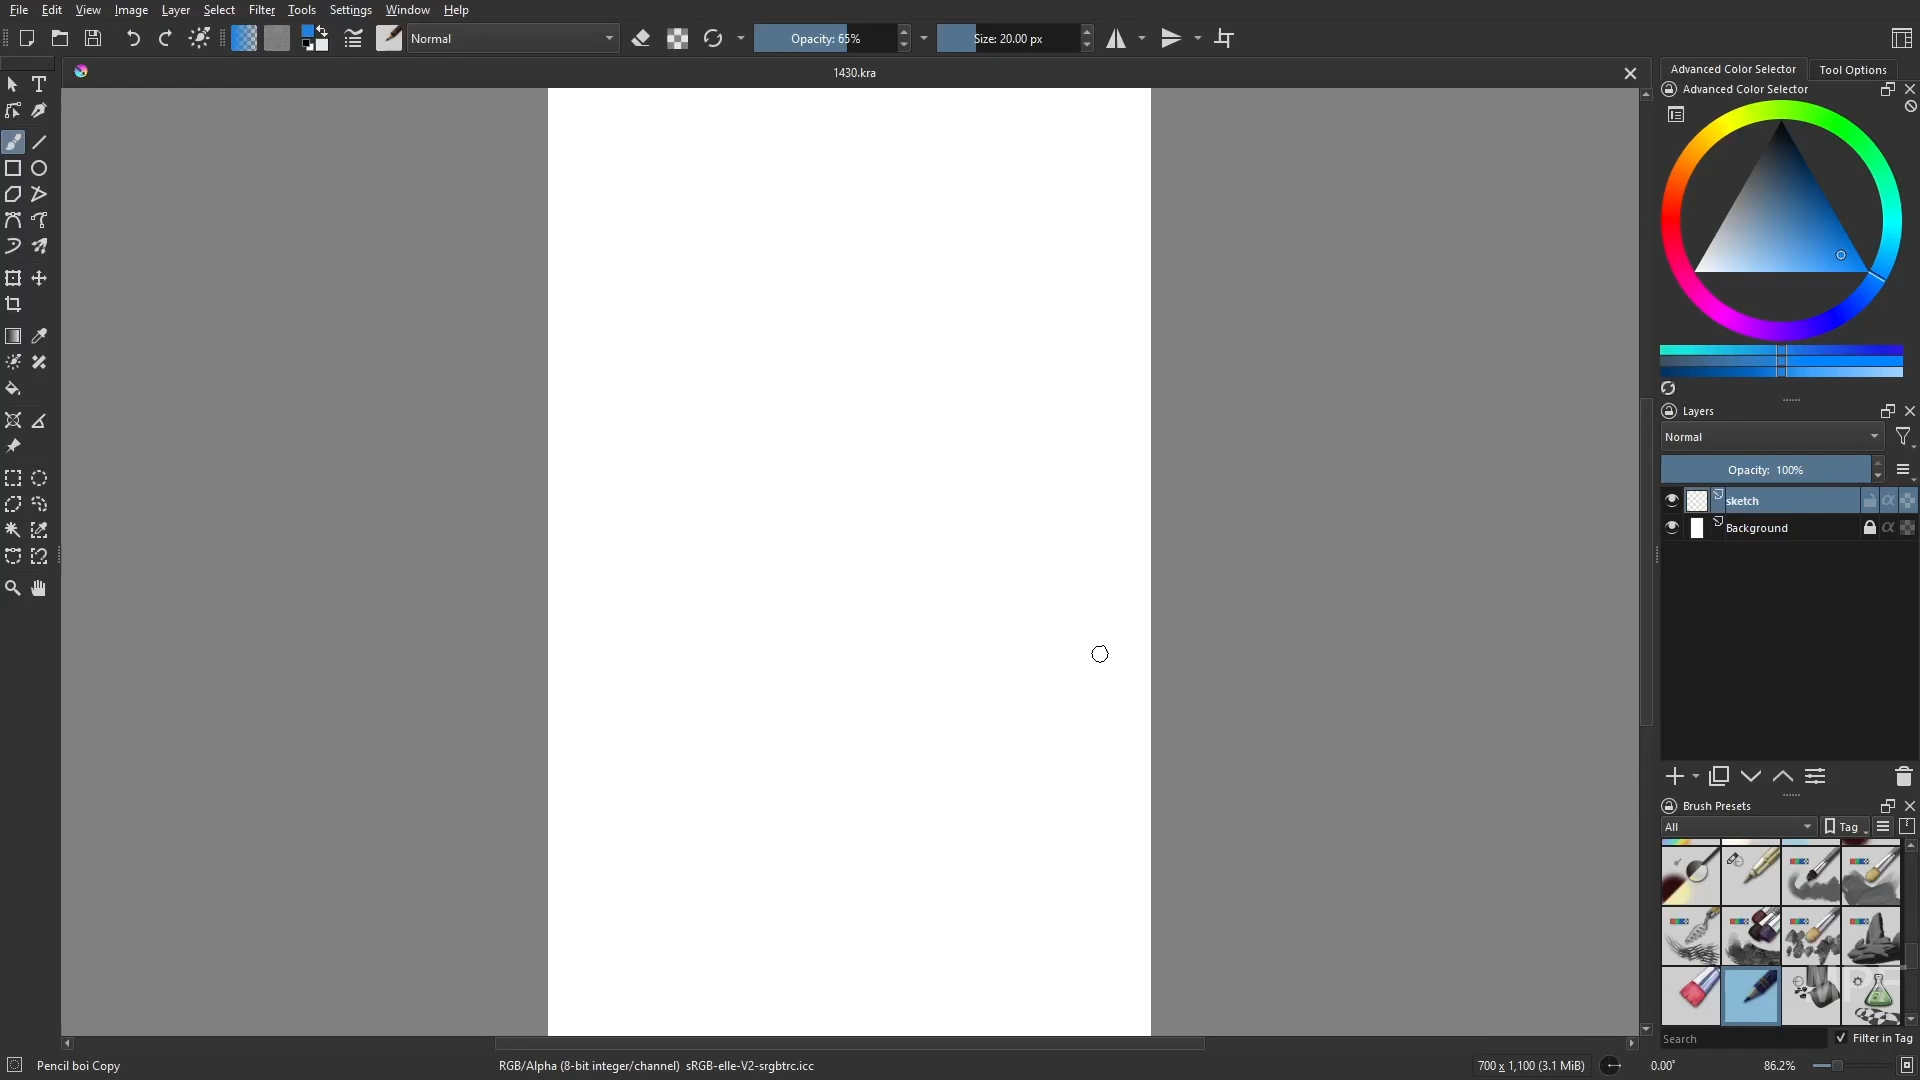 File Edit View Image Layer Select Filter Tools Settings Window Help
Normal
Opacity: 65%
Size: 20.00 px
1430.kra
Advanced Color Selector
Tool Options
Advanced Color Selector
Layers
Normal
Opacity: 100%
sketch
Background
Brush Presets
All
Tag
Search
Filter in Tag
Pencil boi Copy
RGB/Alpha (8-bit integer/channel) sRGB-elle-V2-srgbtrc.icc
700 x 1,100 (3.1 MiB)
0.00°
86.2%